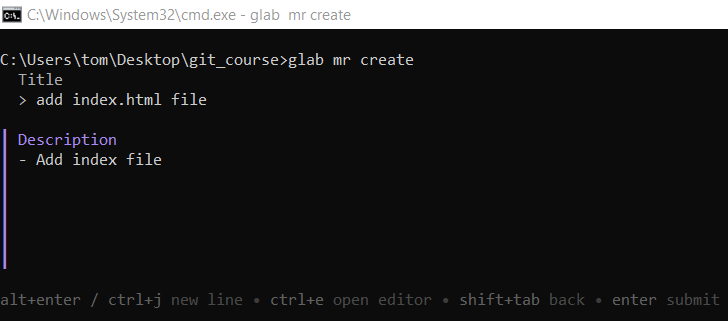 C:\Windows\System32\cmd.exe - glab  mr create
C:\Users\tom\Desktop\git_course>glab mr create
Title
> add index.html file
Description
- Add index file
alt+enter / ctrl+j new line • ctrl+e open editor • shift+tab back • enter submit